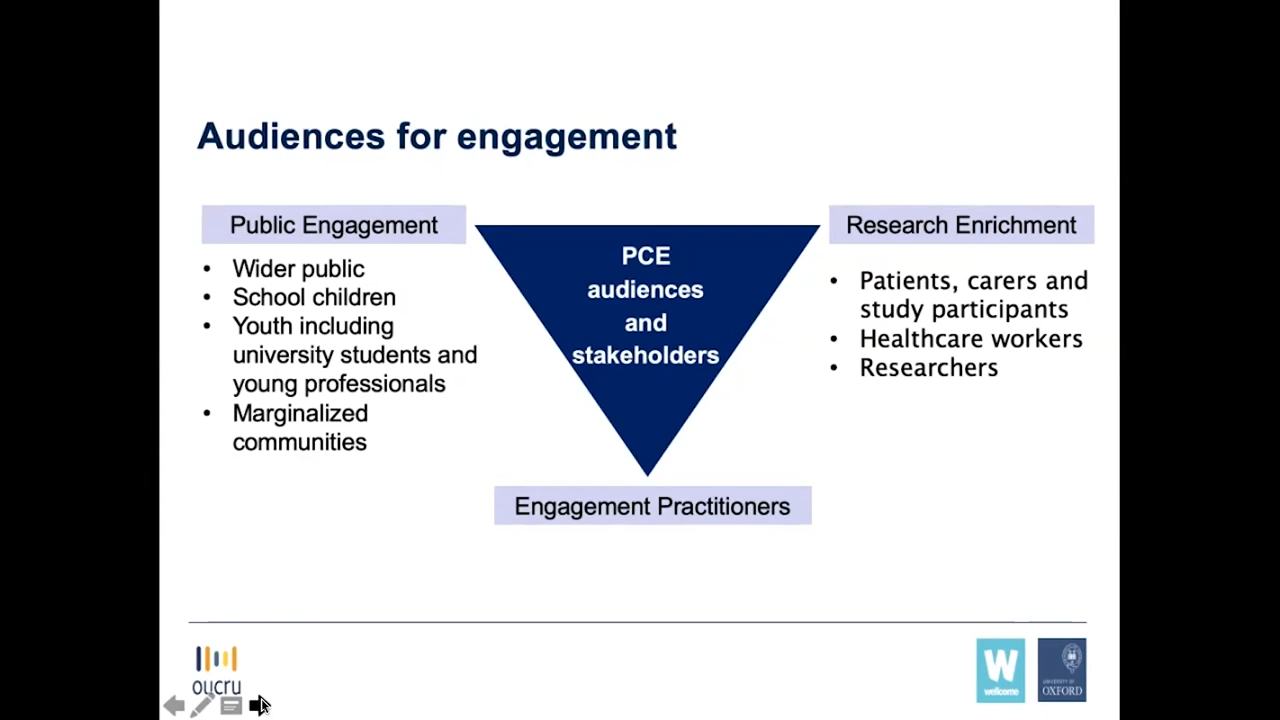 Audiences for engagement
Public Engagement
• Wider public
• School children
• Youth including
university students and
young professionals
• Marginalized
communities
PCE
audiences
and
stakeholders
Research Enrichment
• Patients, carers and
study participants
• Healthcare workers
• Researchers
Engagement Practitioners
oucru
W
wellcome
UNIVERSITY OF
OXFORD